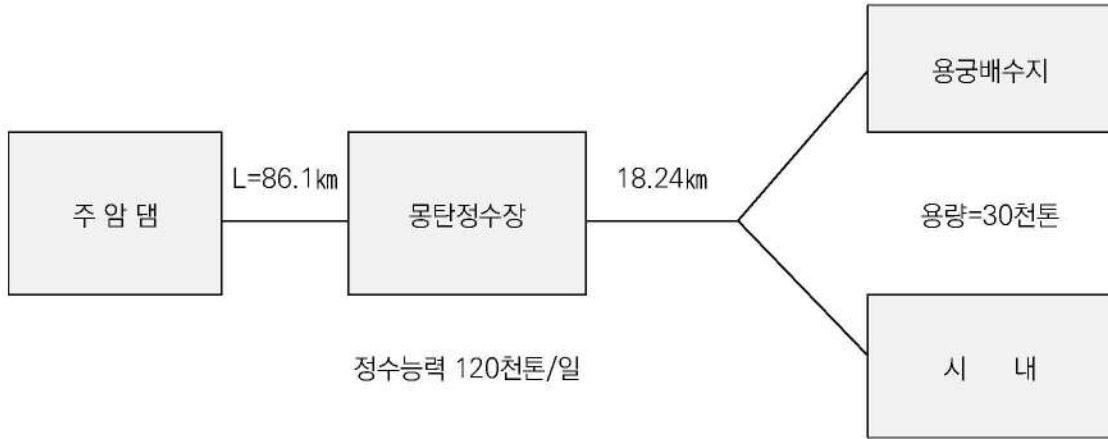 용궁배수지
L=86.1㎞
18.24㎞
주 암 댐
몽탄정수장
용량=30천톤
정수능력 120천톤/일
시 내